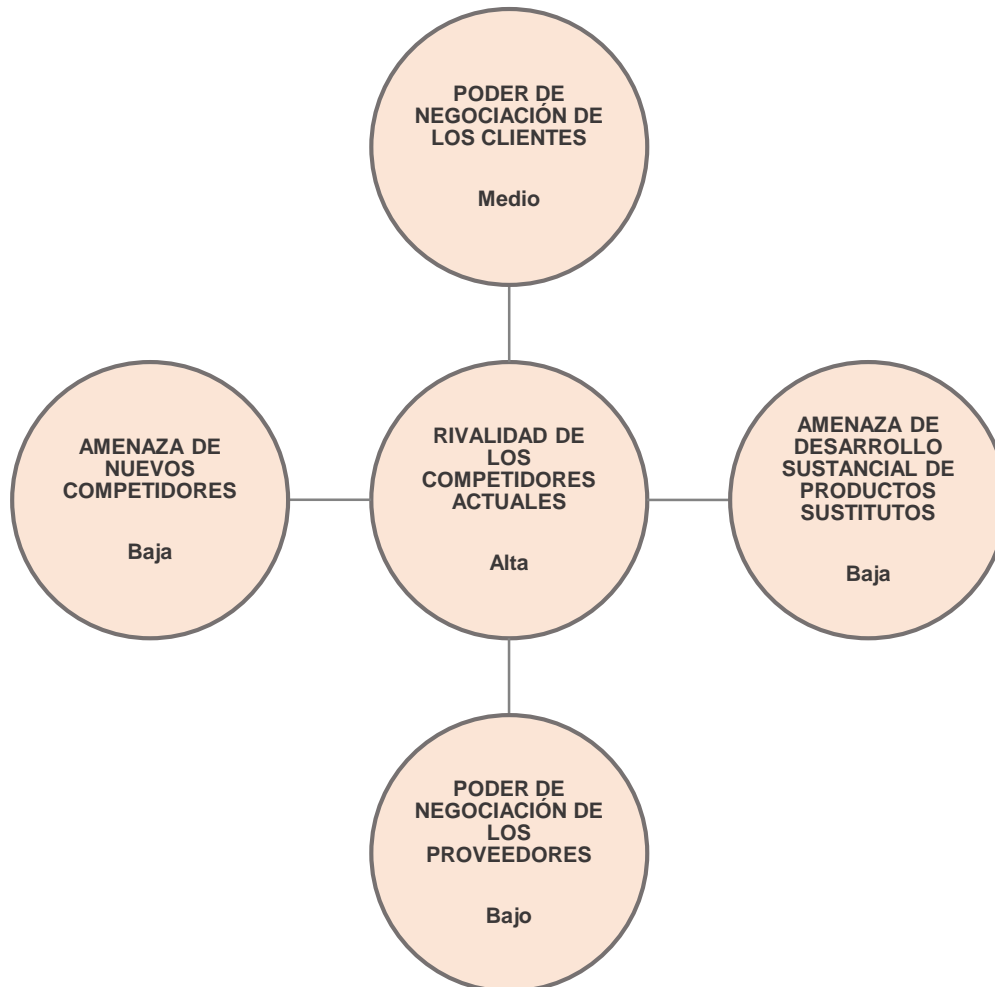 PODER DE
NEGOCIACIÓN DE
LOS CLIENTES
Medio
AMENAZA DE
NUEVOS
COMPETIDORES
Baja
RIVALIDAD DE
LOS
COMPETIDORES
ACTUALES
Alta
AMENAZA DE
DESARROLLO
SUSTANCIAL DE
PRODUCTOS
SUSTITUTOS
Baja
PODER DE
NEGOCIACIÓN DE
LOS
PROVEEDORES
Bajo